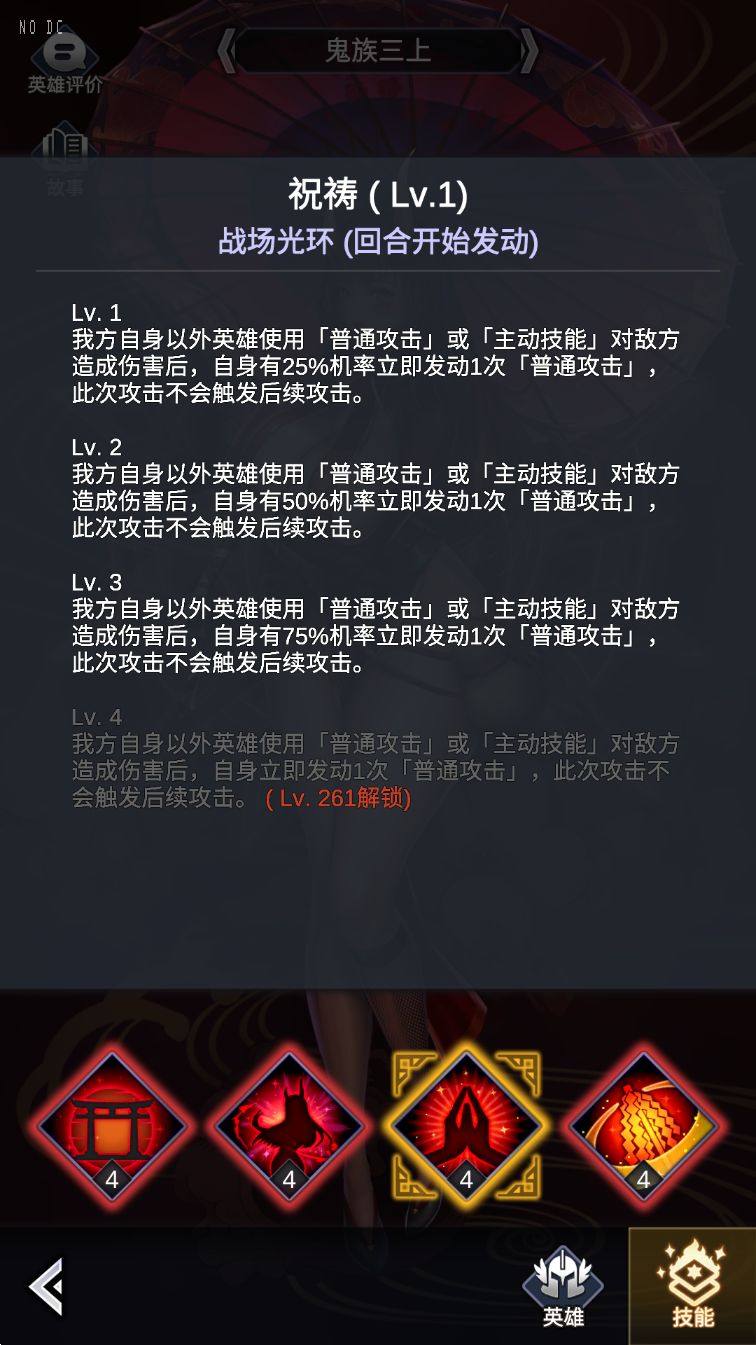 NO DC
鬼族三上
英雄评价
故事
祝祷 ( Lv.1)
战场光环 (回合开始发动)
Lv. 1
我方自身以外英雄使用「普通攻击」或「主动技能」对敌方
造成伤害后，自身有25%机率立即发动1次「普通攻击」，
此次攻击不会触发后续攻击。
Lv. 2
我方自身以外英雄使用「普通攻击」或「主动技能」对敌方
造成伤害后，自身有50%机率立即发动1次「普通攻击」，
此次攻击不会触发后续攻击。
Lv. 3
我方自身以外英雄使用「普通攻击」或「主动技能」对敌方
造成伤害后，自身有75%机率立即发动1次「普通攻击」，
此次攻击不会触发后续攻击。
Lv. 4
我方自身以外英雄使用「普通攻击」或「主动技能」对敌方
造成伤害后，自身立即发动1次「普通攻击」，此次攻击不
会触发后续攻击。 ( Lv. 261解锁)
4 4 4 4
英雄 技能